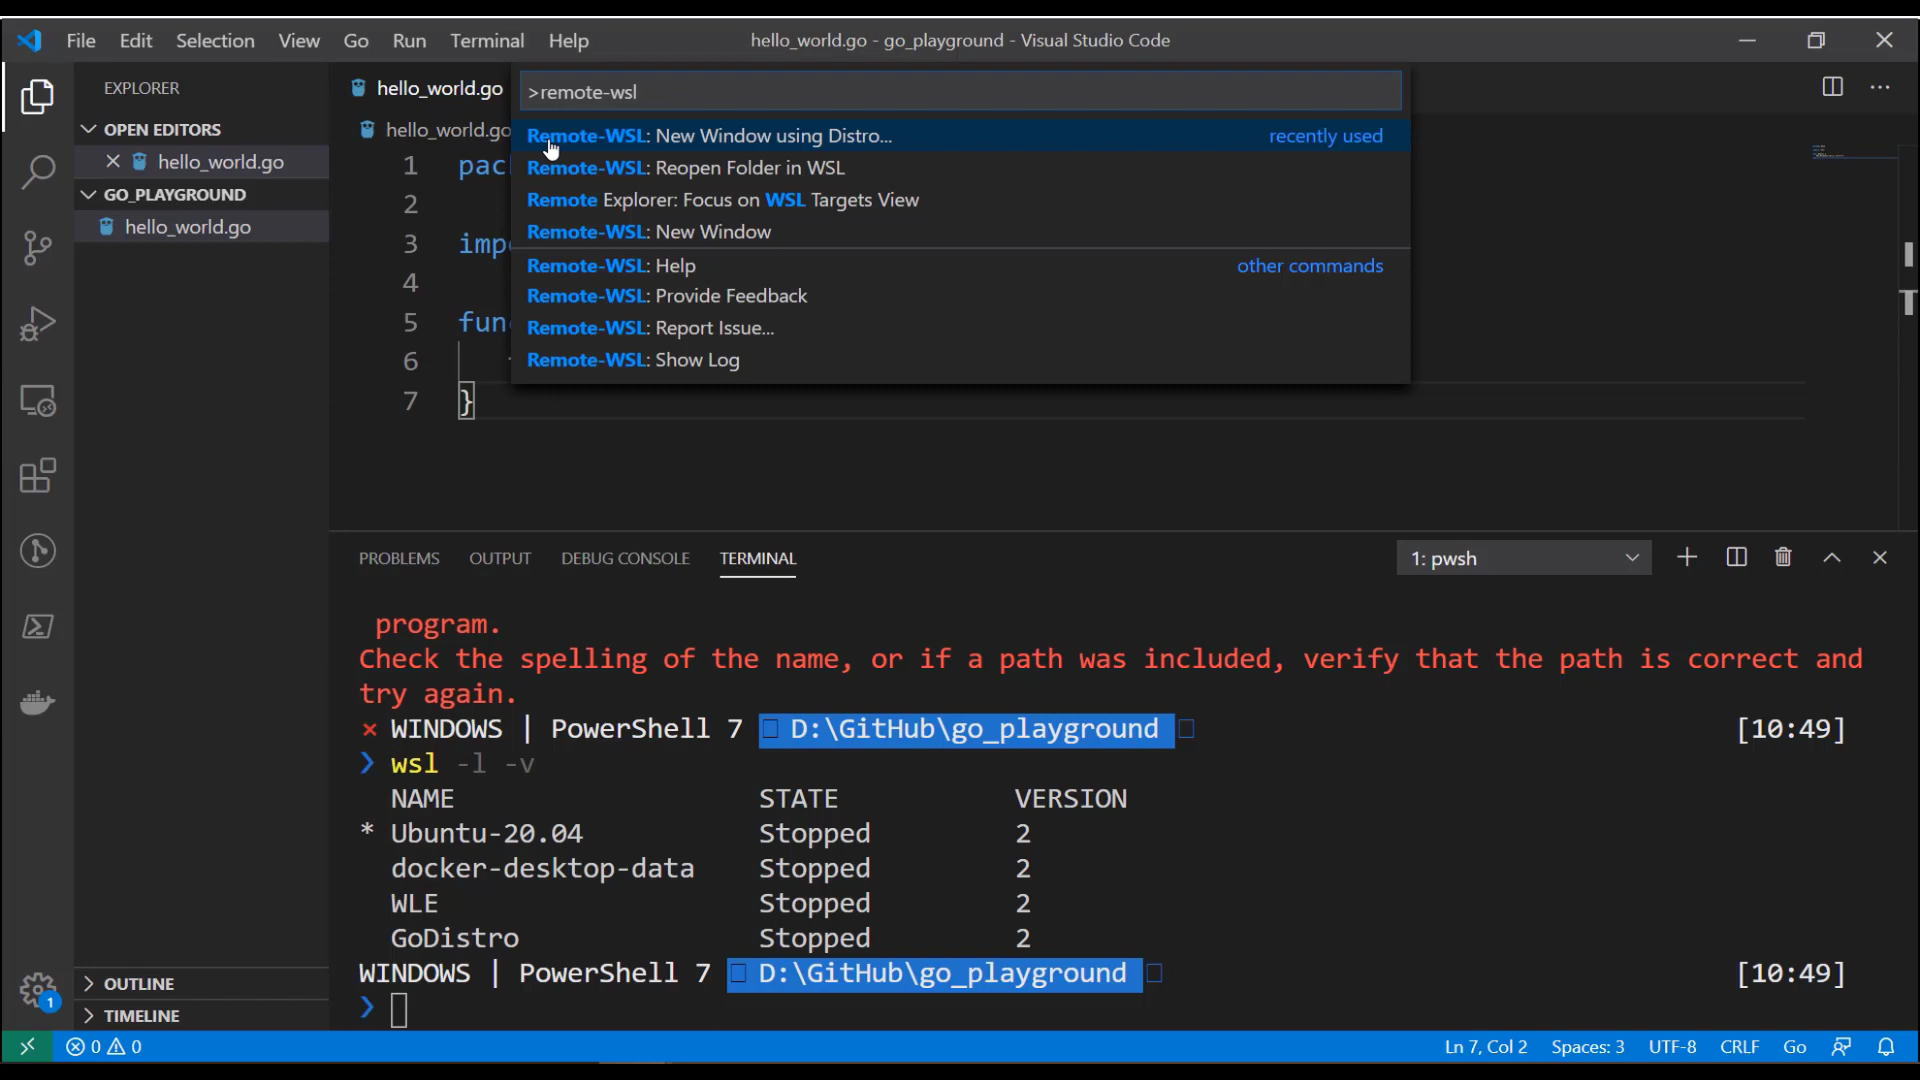 File Edit Selection View Go Run Terminal Help
hello_world.go - go_playground - Visual Studio Code
EXPLORER
OPEN EDITORS
hello_world.go
GO_PLAYGROUND
hello_world.go
OUTLINE
TIMELINE
hello_world.go
hello_world.go
>remote-wsl
Remote-WSL: New Window using Distro... recently used
Remote-WSL: Reopen Folder in WSL
Remote Explorer: Focus on WSL Targets View
Remote-WSL: New Window
Remote-WSL: Help other commands
Remote-WSL: Provide Feedback
Remote-WSL: Report Issue...
Remote-WSL: Show Log
1 pac
2
3 imp
4
5 fun
6
7 }
PROBLEMS OUTPUT DEBUG CONSOLE TERMINAL 1: pwsh
program.
Check the spelling of the name, or if a path was included, verify that the path is correct and
try again.
× WINDOWS | PowerShell 7 D:\GitHub\go_playground [10:49]
❯ wsl -l -v
NAME STATE VERSION
* Ubuntu-20.04 Stopped 2
docker-desktop-data Stopped 2
WLE Stopped 2
GoDistro Stopped 2
WINDOWS | PowerShell 7 D:\GitHub\go_playground [10:49]
❯
1
0 0 Ln 7, Col 2 Spaces: 3 UTF-8 CRLF Go